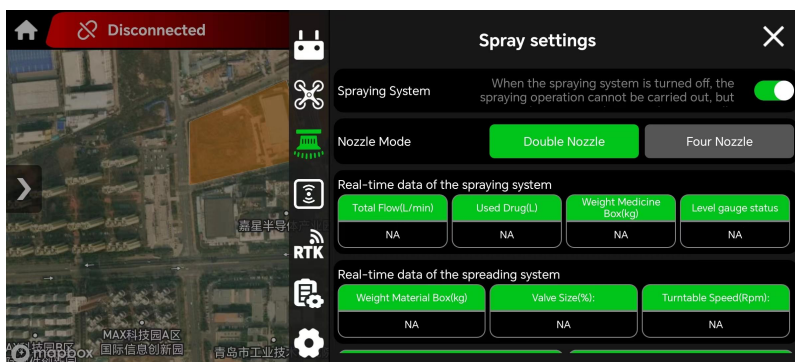 Disconnected
Spray settings
Spraying System
When the spraying system is turned off, the
spraying operation cannot be carried out, but
Nozzle Mode
Double Nozzle
Four Nozzle
Real-time data of the spraying system
Total Flow(L/min)
Used Drug(L)
Weight Medicine
Box(kg)
Level gauge status
NA
NA
NA
NA
RTK
Real-time data of the spreading system
Weight Material Box(kg)
Valve Size(%):
Turntable Speed(Rpm):
NA
NA
NA
嘉星半导
MAX科技园A区
国际信息创新园
青岛市工业技
mapbox